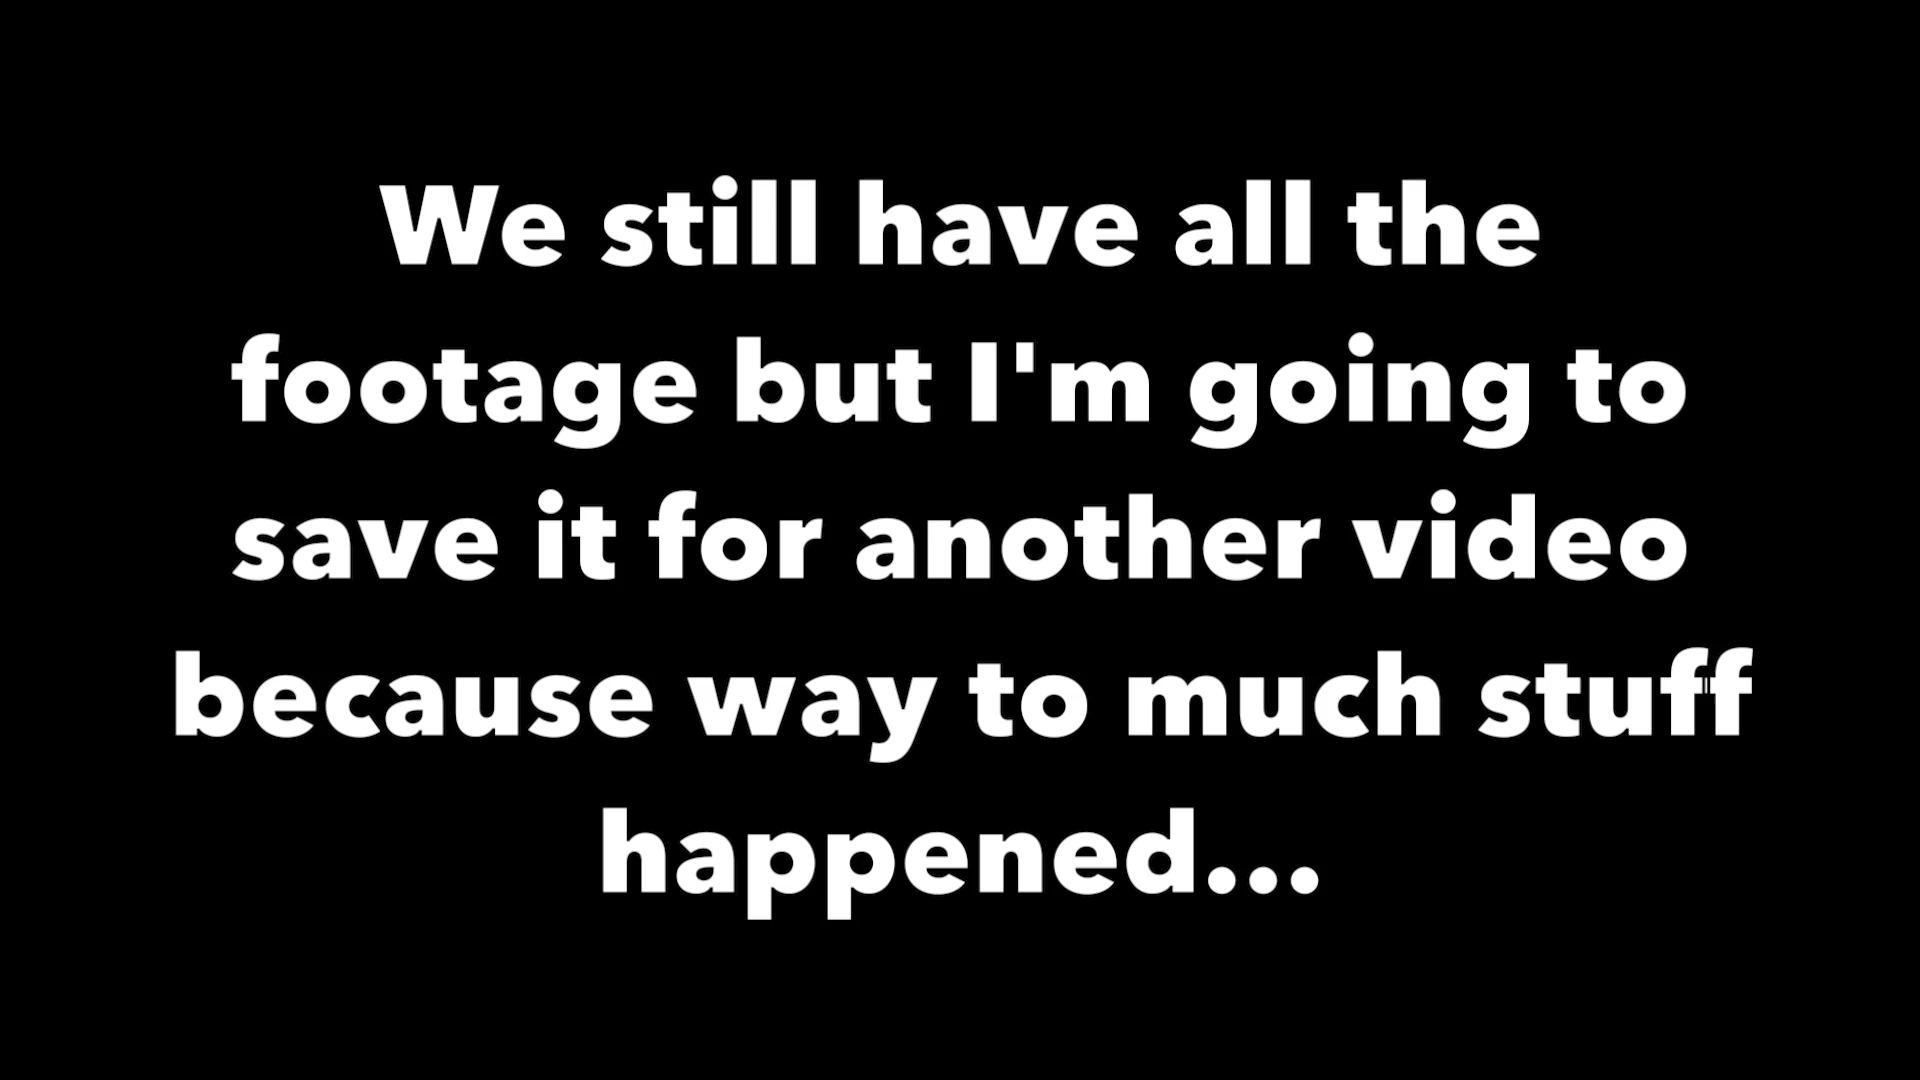 We still have all the
footage but I'm going to
save it for another video
because way to much stuff
happened...